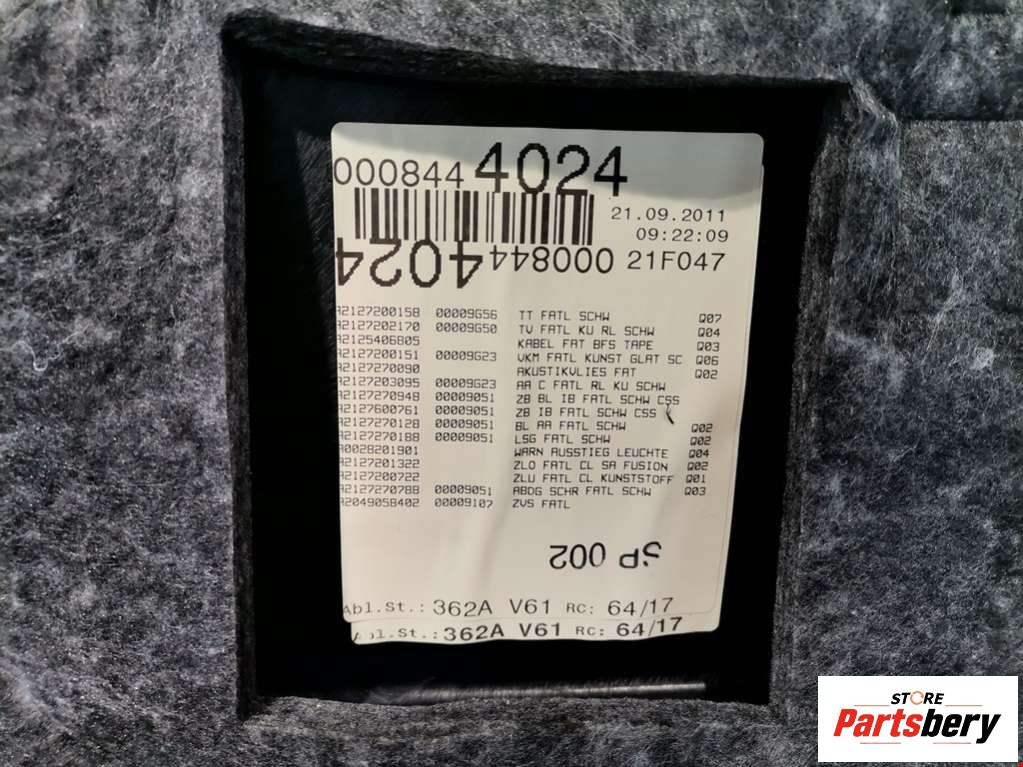 0008444024
21.09.2011
09:22:09
0008444024 21F047
A2127200158 00009G56 TT FATL SCHW Q07
A2127202170 00009G50 TV FATL KU RL SCHW Q04
A2125406805 KABEL FAT BFS TAPE Q03
A2127200151 00009G23 VKM FATL KUNST GLAT SC Q06
A2127270090 AKUSTIKVLIES FAT Q02
A2127203095 00009G23 AA C FATL RL KU SCHW
A2127270948 00009051 ZB BL IB FATL SCHW CSS
A2127600761 00009051 ZB IB FATL SCHW CSS
A2127270128 00009051 BL AA FATL SCHW Q02
A2127270188 00009051 LSG FATL SCHW Q02
A0028201901 WARN AUSSTIEG LEUCHTE Q04
A2127201322 ZLO FATL CL SA FUSION Q02
A2127200722 ZLU FATL CL KUNSTSTOFF Q01
A2127270788 00009051 ABDG SCHR FATL SCHW Q03
A2049058402 00009107 ZVS FATL
SP 002
Abl.St.: 362A V61 RC: 64/17
Abl.St.: 362A V61 RC: 64/17
STORE
Partsbery